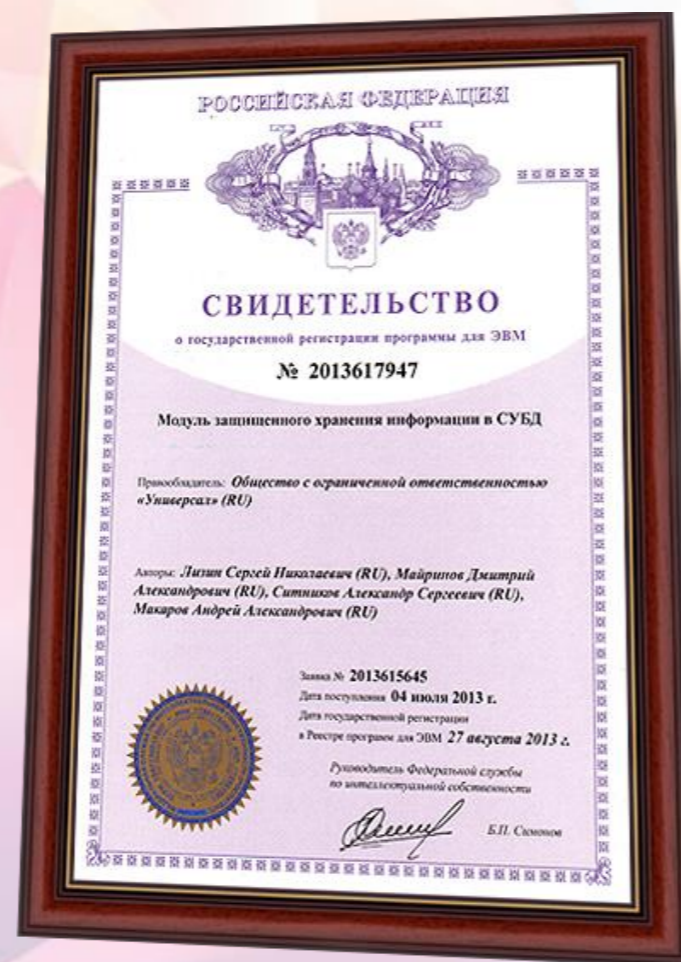 РОССИЙСКАЯ ФЕДЕРАЦИЯ
СВИДЕТЕЛЬСТВО
о государственной регистрации программы для ЭВМ
№ 2013617947
Модуль защищенного хранения информации в СУБД
Правообладатель: Общество с ограниченной ответственностью
«Универсал» (RU)
Авторы: Лизин Сергей Николаевич (RU), Майринов Дмитрий
Александрович (RU), Ситников Александр Сергеевич (RU),
Макаров Андрей Александрович (RU)
Заявка № 2013615645
Дата поступления 04 июля 2013 г.
Дата государственной регистрации
в Реестре программ для ЭВМ 27 августа 2013 г.
Руководитель Федеральной службы
по интеллектуальной собственности
Б.П. Симонов